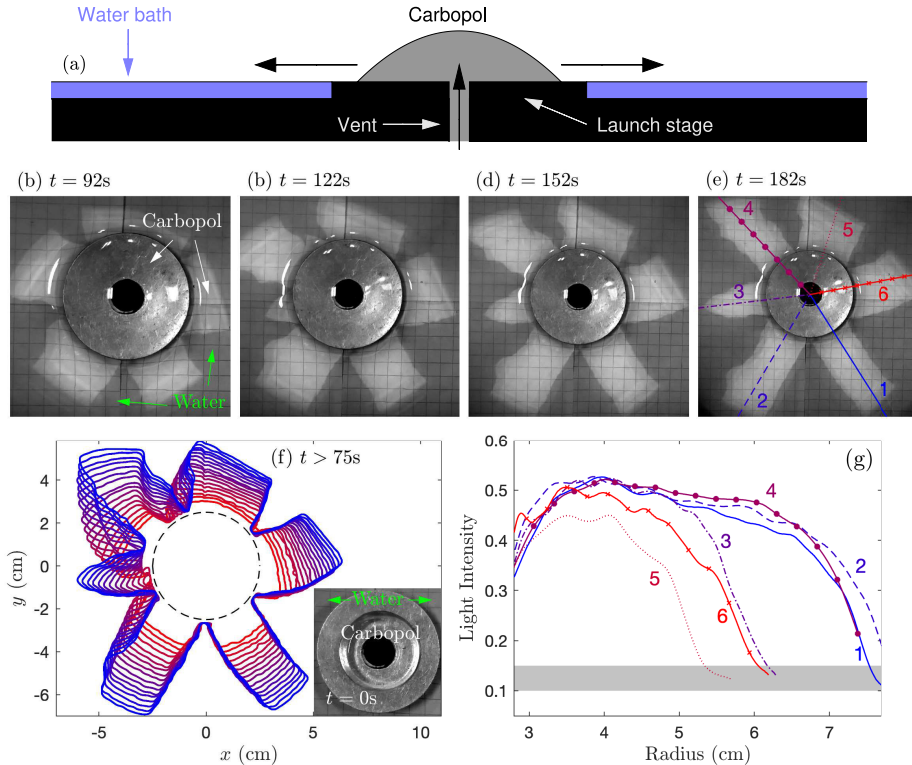 Water bath
Carbopol
(a)
Vent
Launch stage
(b) t = 92s
(b) t = 122s
(d) t = 152s
(e) t = 182s
Carbopol
Water
4
5
3
6
2
1
(f) t > 75s
4
2
0
-2
-4
-6
y (cm)
-5
0
5
10
x (cm)
Water
Carbopol
t = 0s
(g)
0.6
0.5
0.4
0.3
0.2
0.1
Light Intensity
4
2
3
5
6
1
3
4
5
6
7
Radius (cm)